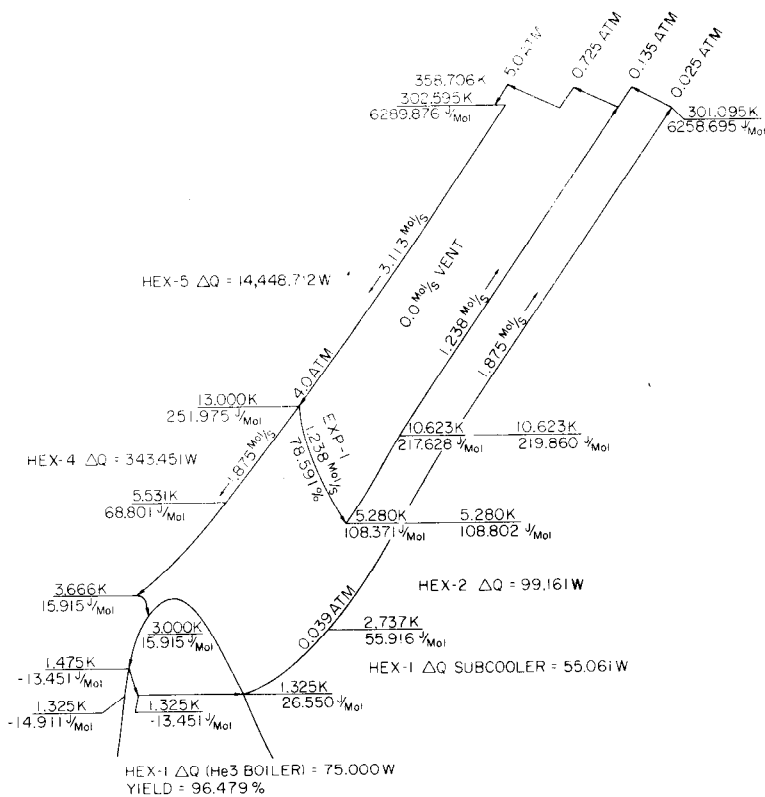 5.0 ATM
0.725 ATM
0.135 ATM
0.025 ATM
358.706K
302.595K
6289.876 J/Mol
301.095K
6258.695 J/Mol
3.113 Mol/s
0.0 Mol/s VENT
HEX-5 ΔQ = 14,448.712W
1.238 Mol/s
1.875 Mol/s
4.0 ATM
13.000K
251.975 J/Mol
EXP-1
1.238 Mol/s
78.591%
10.623K
217.628 J/Mol
10.623K
219.860 J/Mol
HEX-4 ΔQ = 343.451W
1.875 Mol/s
5.531K
68.801 J/Mol
5.280K
108.371 J/Mol
5.280K
108.802 J/Mol
HEX-2 ΔQ = 99.161W
3.666K
15.915 J/Mol
0.039 ATM
3.000K
15.915 J/Mol
2.737K
55.916 J/Mol
HEX-1 ΔQ SUBCOOLER = 55.061W
1.475K
-13.451 J/Mol
1.325K
-14.911 J/Mol
1.325K
-13.451 J/Mol
1.325K
26.550 J/Mol
HEX-1 ΔQ (He3 BOILER) = 75.000W
YIELD = 96.479 %